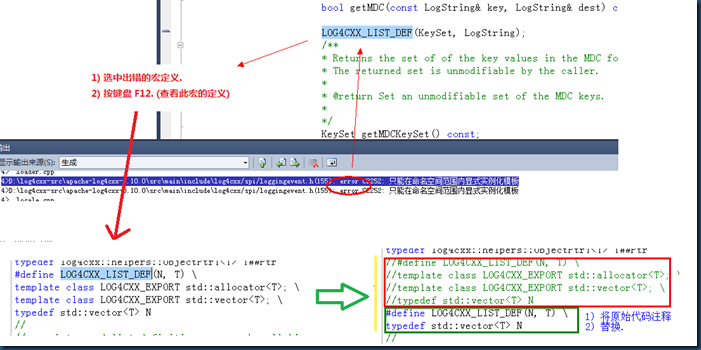 bool getMDC(const LogString& key, LogString& dest) c
LOG4CXX_LIST_DEF(KeySet, LogString);
/**
* Returns the set of of the key values in the MDC fo
* The returned set is unmodifiable by the caller.
*
* @return Set an unmodifiable set of the MDC keys.
*
*/
KeySet getMDCKeySet() const;
1) 选中出错的宏定义.
2) 按键盘 F12. (查看此宏的定义)
输出
显示输出来源(S): 生成
4> loader.cpp
4>D:\log4cxx-src\apache-log4cxx-0.10.0\src\main\include\log4cxx/spi/loggingevent.h(155): error C2252: 只能在命名空间范围内显式实例化模板
4>D:\log4cxx-src\apache-log4cxx-0.10.0\src\main\include\log4cxx/spi/loggingevent.h(155): error C2252: 只能在命名空间范围内显式实例化模板
4> locale.cpp
typedef log4cxx::helpers::ObjectPtrT<T> T##Ptr
#define LOG4CXX_LIST_DEF(N, T) \
template class LOG4CXX_EXPORT std::allocator<T>; \
template class LOG4CXX_EXPORT std::vector<T>; \
typedef std::vector<T> N
//
typedef log4cxx::helpers::ObjectPtrT<T> T##Ptr
//#define LOG4CXX_LIST_DEF(N, T) \
//template class LOG4CXX_EXPORT std::allocator<T>; \
//template class LOG4CXX_EXPORT std::vector<T>; \
//typedef std::vector<T> N
#define LOG4CXX_LIST_DEF(N, T) \
typedef std::vector<T> N
//
1) 将原始代码注释
2) 替换.